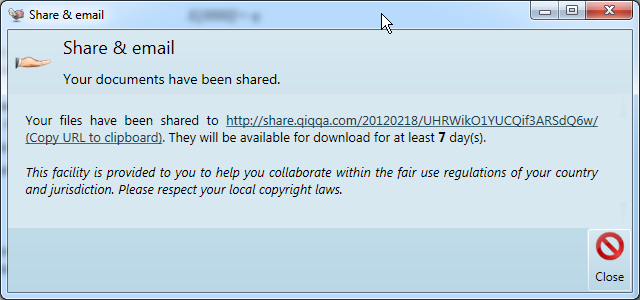 Share & email
Share & email
Your documents have been shared.
Your files have been shared to http://share.qiqqa.com/20120218/UHRWikO1YUCQif3ARSdQ6w/
(Copy URL to clipboard). They will be available for download for at least 7 day(s).
This facility is provided to you to help you collaborate within the fair use regulations of your country
and jurisdiction. Please respect your local copyright laws.
Close